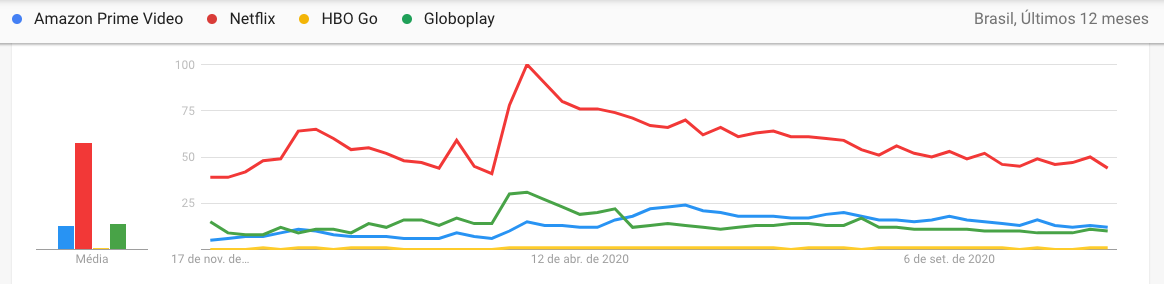 Amazon Prime Video Netflix HBO Go Globoplay Brasil, Últimos 12 meses
100
75
50
25
Média 17 de nov. de... 12 de abr. de 2020 6 de set. de 2020